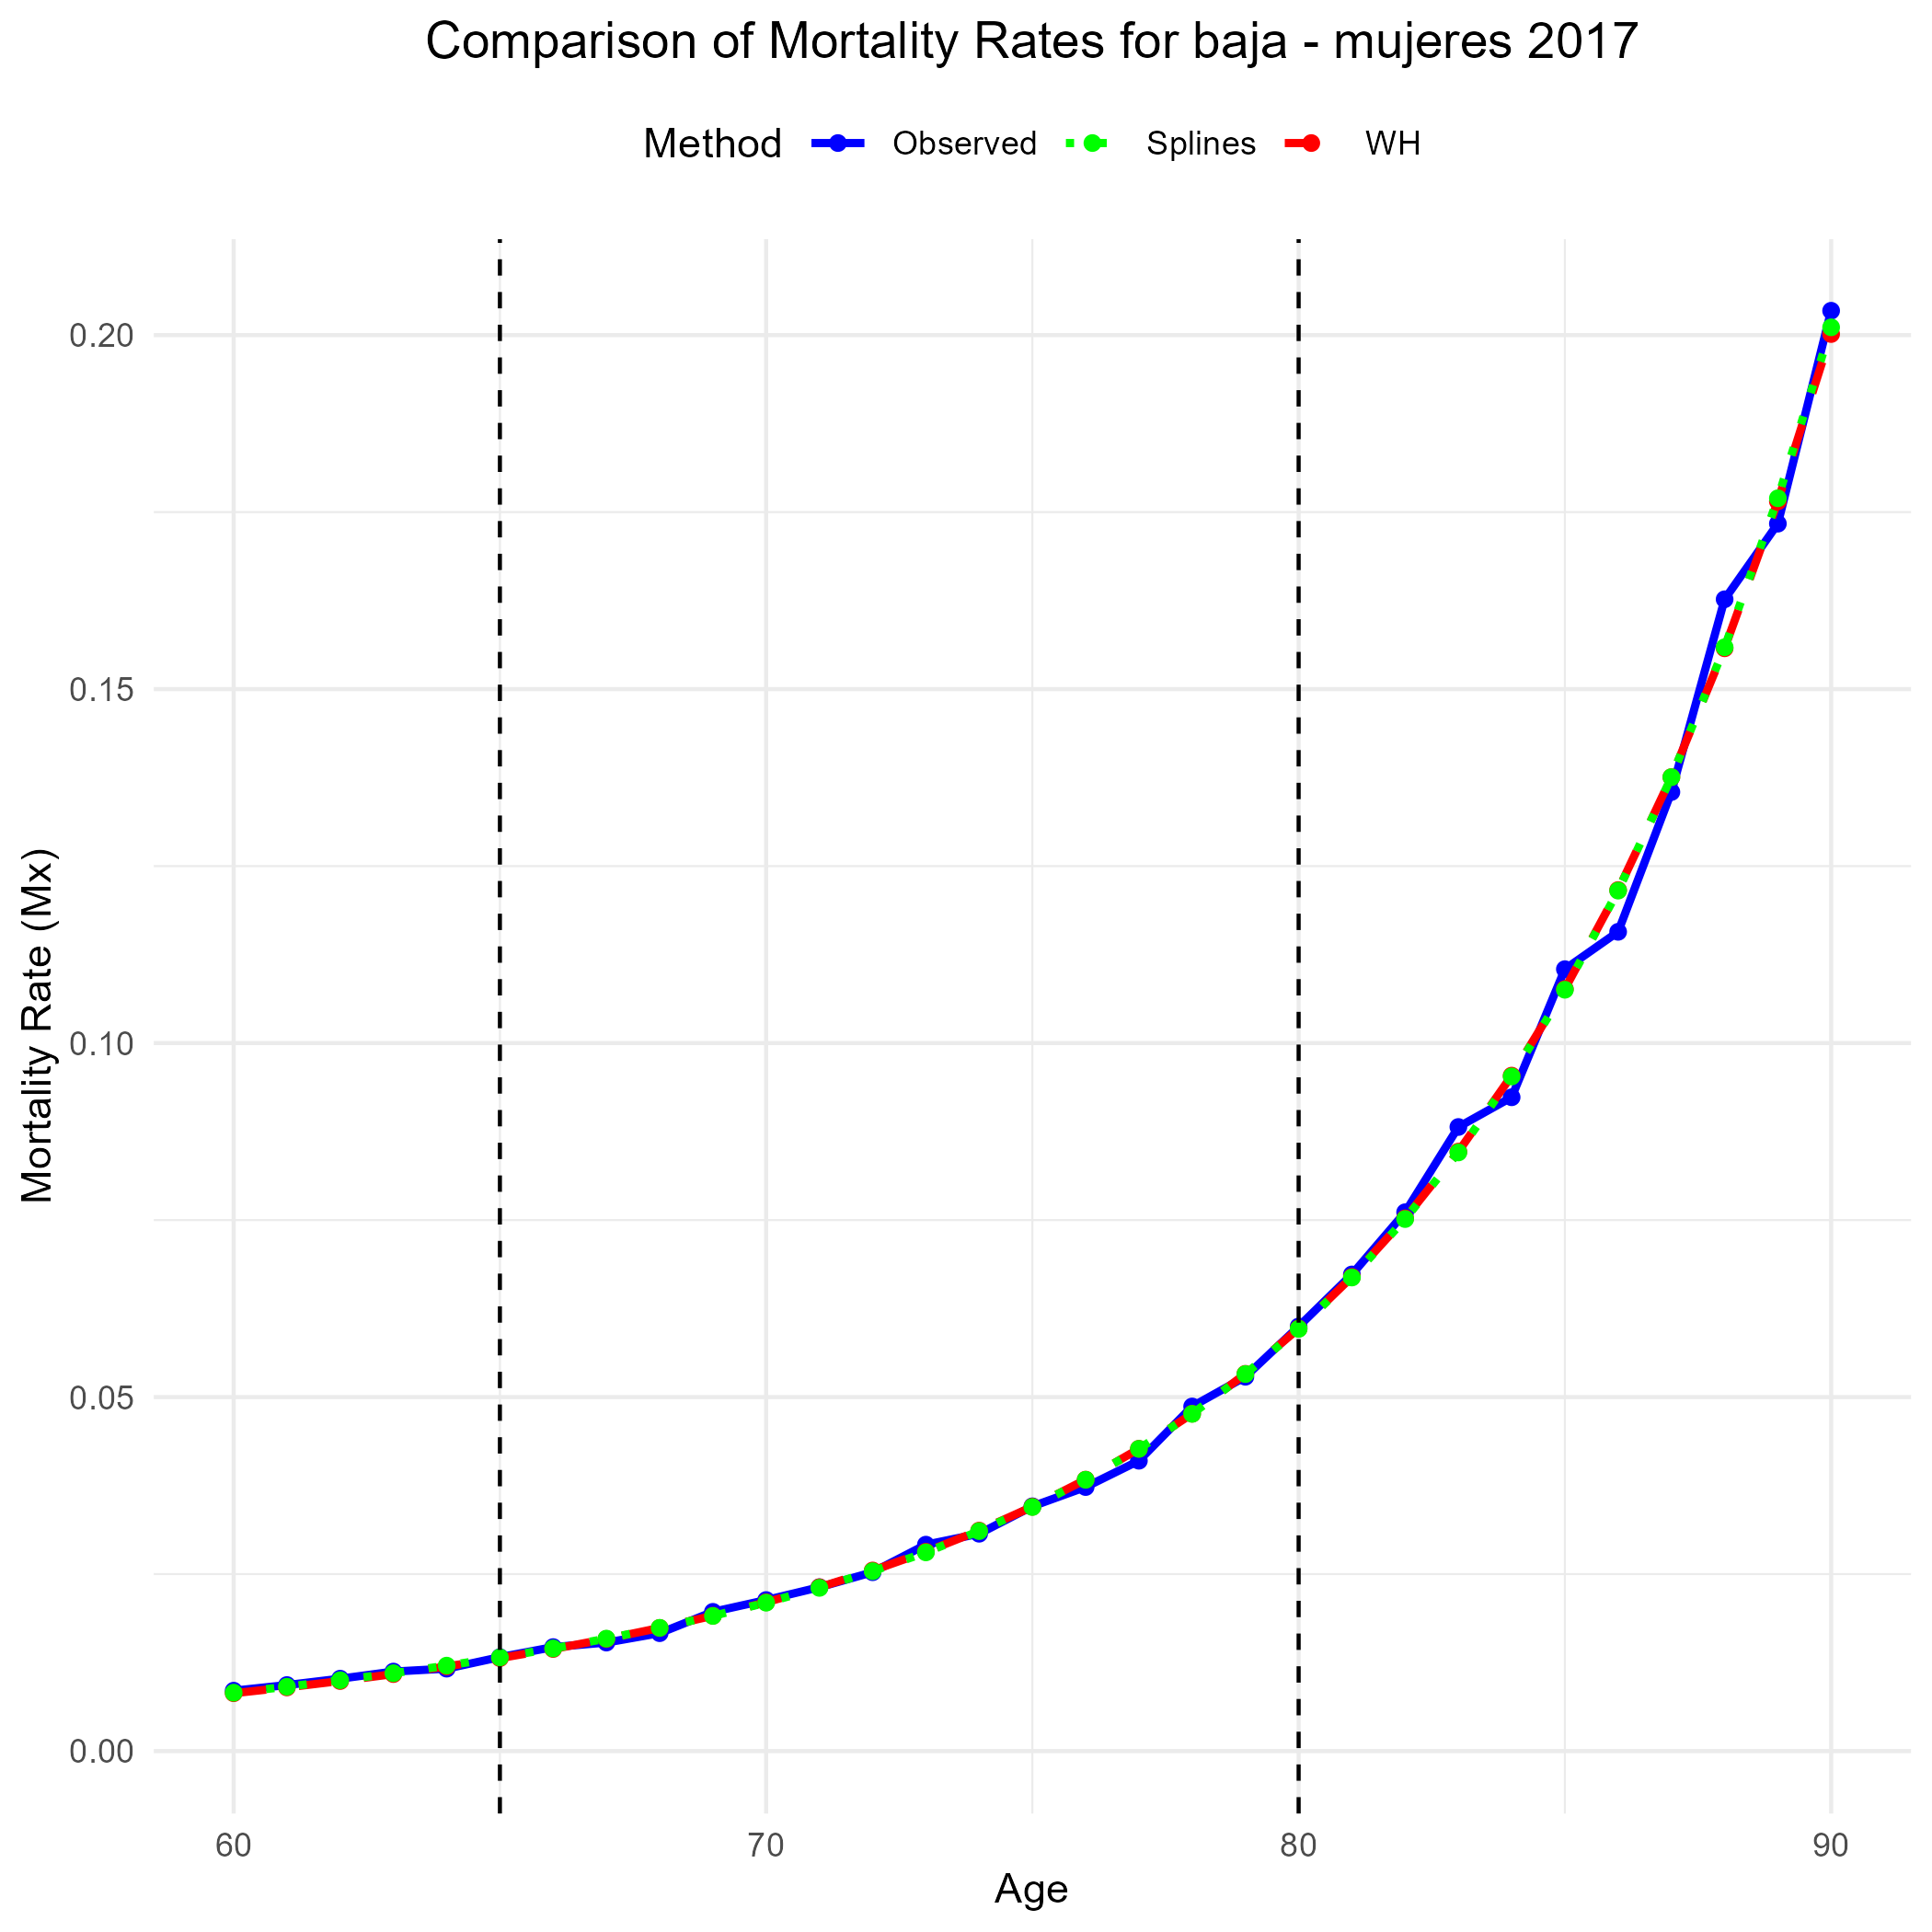 Comparison of Mortality Rates for baja - mujeres 2017
Method Observed Splines WH
Mortality Rate (Mx)
0.20
0.15
0.10
0.05
0.00
60 70 80 90
Age